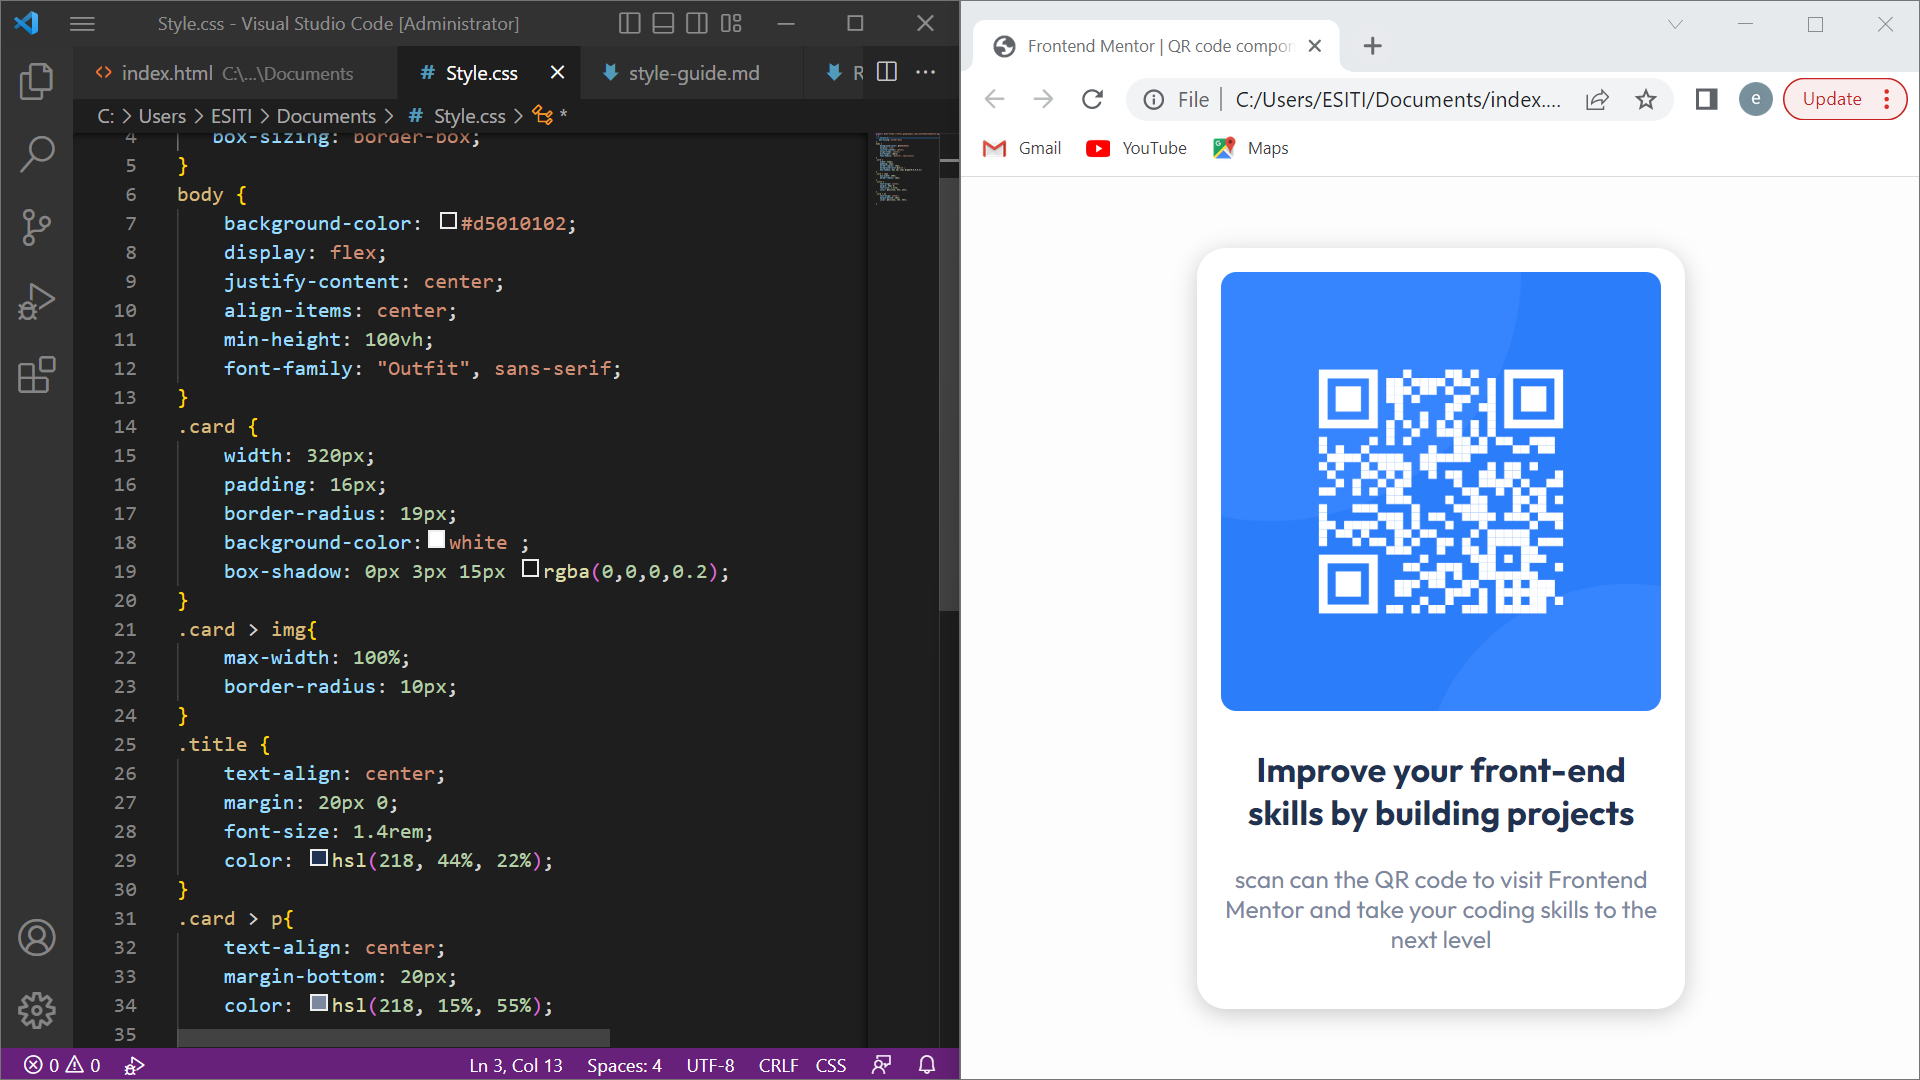 Style.css - Visual Studio Code [Administrator]
index.html C:\...\Documents
# Style.css
style-guide.md
R
C: > Users > ESITI > Documents > # Style.css > *
4 box-sizing: border-box;
5 }
6 body {
7 background-color: #d5010102;
8 display: flex;
9 justify-content: center;
10 align-items: center;
11 min-height: 100vh;
12 font-family: "Outfit", sans-serif;
13 }
14 .card {
15 width: 320px;
16 padding: 16px;
17 border-radius: 19px;
18 background-color: white ;
19 box-shadow: 0px 3px 15px rgba(0,0,0,0.2);
20 }
21 .card > img{
22 max-width: 100%;
23 border-radius: 10px;
24 }
25 .title {
26 text-align: center;
27 margin: 20px 0;
28 font-size: 1.4rem;
29 color: hsl(218, 44%, 22%);
30 }
31 .card > p{
32 text-align: center;
33 margin-bottom: 20px;
34 color: hsl(218, 15%, 55%);
35
0 0
Ln 3, Col 13
Spaces: 4
UTF-8
CRLF
CSS
Frontend Mentor | QR code compon
File | C:/Users/ESITI/Documents/index....
e
Update
Gmail
YouTube
Maps
Improve your front-end
skills by building projects
scan can the QR code to visit Frontend
Mentor and take your coding skills to the
next level